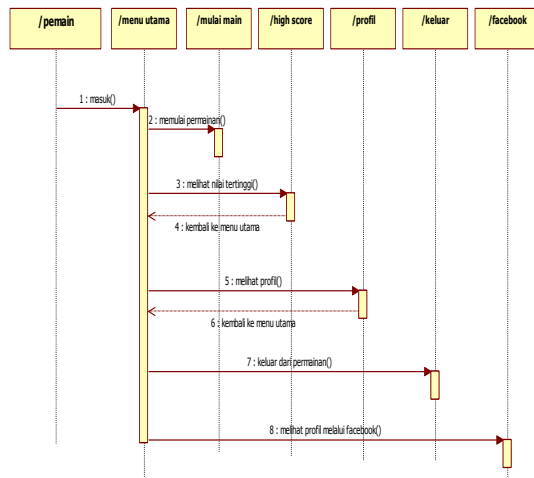 /pemain
/menu utama
/mulai main
/high score
/profil
/keluar
/facebook
1 : masuk()
2 : memulai permainan()
3 : melihat nilai tertinggi()
4 : kembali ke menu utama
5 : melihat profil()
6 : kembali ke menu utama
7 : keluar dari permainan()
8 : melihat profil melalui facebook()